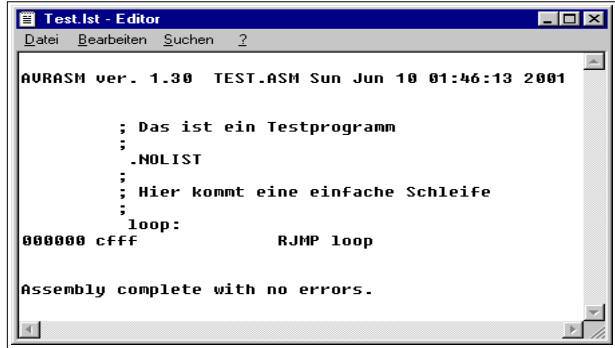 Test.lst - Editor
Datei Bearbeiten Suchen ?
AVRASM ver. 1.30 TEST.ASM Sun Jun 10 01:46:13 2001
; Das ist ein Testprogramm
;
.NOLIST
;
; Hier kommt eine einfache Schleife
;
loop:
000000 cfff RJMP loop
Assembly complete with no errors.